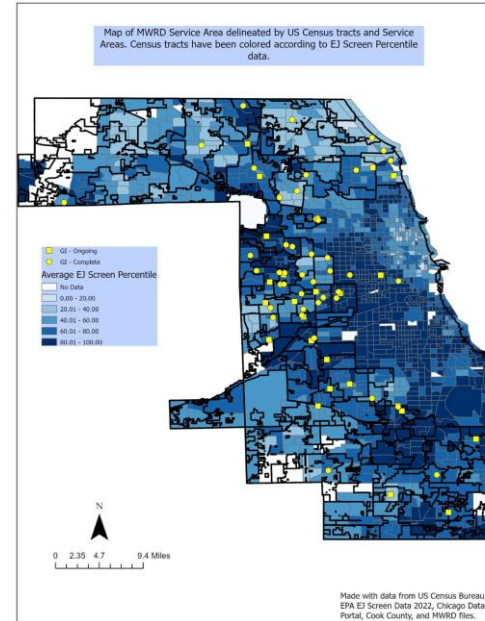 Map of MWRD Service Area delineated by US Census tracts and Service
Areas. Census tracts have been colored according to EJ Screen Percentile
data.
GI - Ongoing
GI - Complete
Average EJ Screen Percentile
No Data
0.00 - 20.00
20.01 - 40.00
40.01 - 60.00
60.01 - 80.00
80.01 - 100.00
N
0 2.35 4.7 9.4 Miles
Made with data from US Census Bureau,
EPA EJ Screen Data 2022, Chicago Data
Portal, Cook County, and MWRD files.